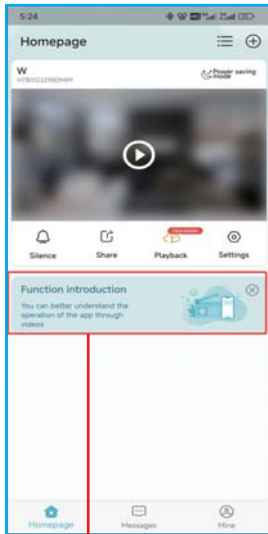 5:24
Homepage
W
Power saving
mode
Silence
Share
Playback
Settings
Function introduction
You can better understand the
operation of the app through
videos
Homepage
Messages
Mine